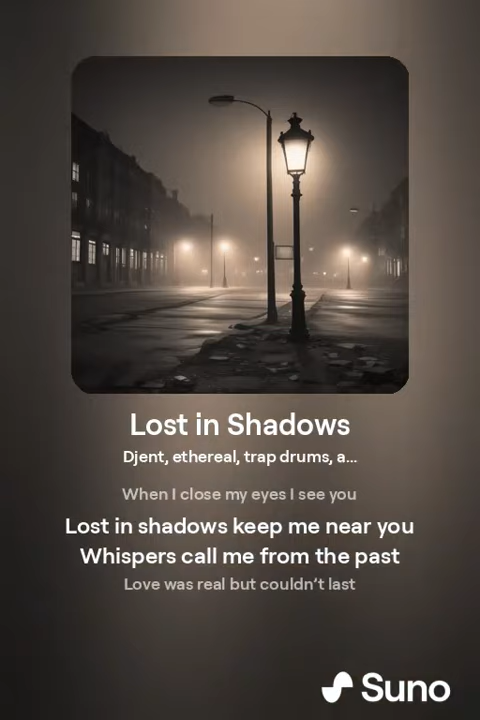 Lost in Shadows
Djent, ethereal, trap drums, a...
When I close my eyes I see you
Lost in shadows keep me near you
Whispers call me from the past
Love was real but couldn't last
Suno